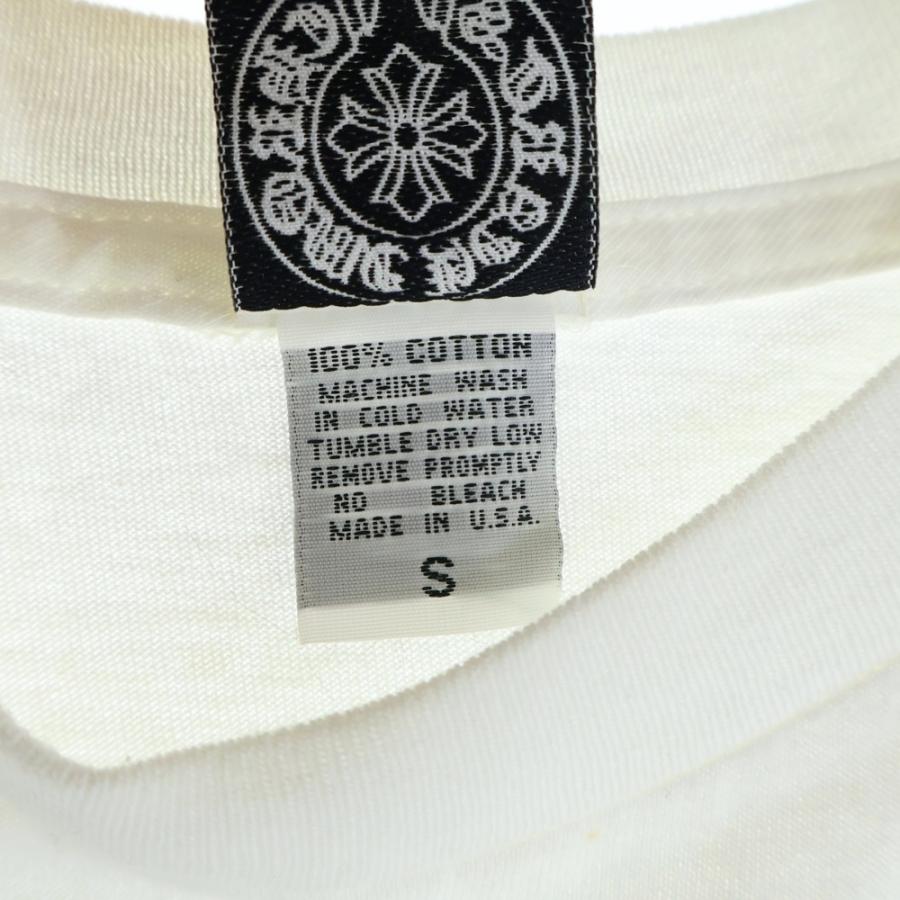 100% COTTON
MACHINE WASH
IN COLD WATER
TUMBLE DRY LOW
REMOVE PROMPTLY
NO BLEACH
MADE IN U.S.A.
S